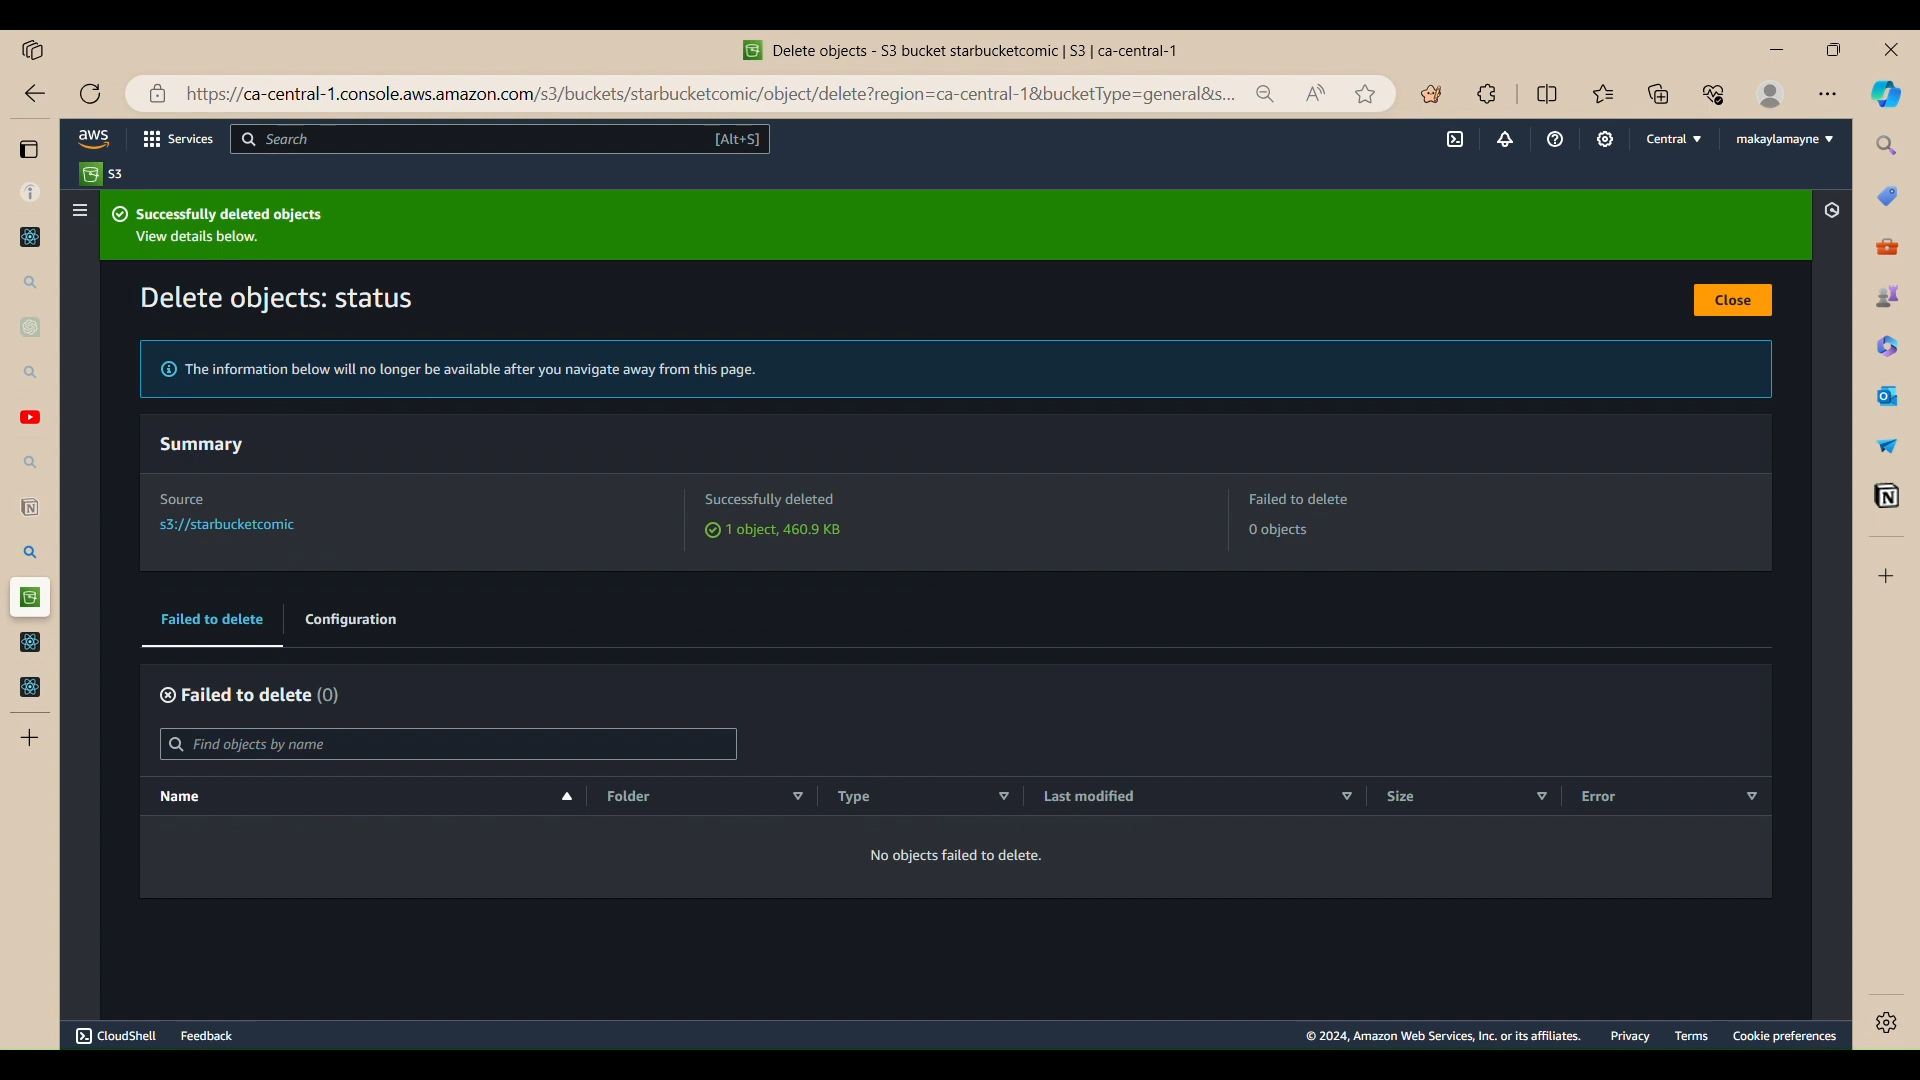 Delete objects - S3 bucket starbucketcomic | S3 | ca-central-1
https://ca-central-1.console.aws.amazon.com/s3/buckets/starbucketcomic/object/delete?region=ca-central-1&bucketType=general&s...
aws Services Search [Alt+S] Central makaylamayne
S3
Successfully deleted objects
View details below.
Delete objects: status
Close
The information below will no longer be available after you navigate away from this page.
Summary
Source Successfully deleted Failed to delete
s3://starbucketcomic 1 object, 460.9 KB 0 objects
Failed to delete Configuration
Failed to delete (0)
Find objects by name
Name Folder Type Last modified Size Error
No objects failed to delete.
CloudShell Feedback © 2024, Amazon Web Services, Inc. or its affiliates. Privacy Terms Cookie preferences